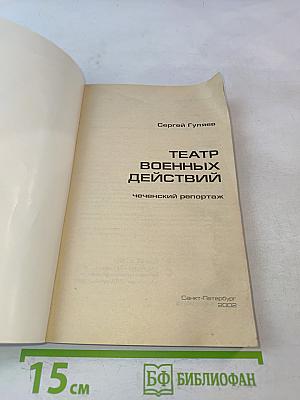 Сергей Гуляев
ТЕАТР
ВОЕННЫХ
ДЕЙСТВИЙ
чеченский репортаж
Санкт-Петербург
2002
15 см
БФ БИБЛИОФАН